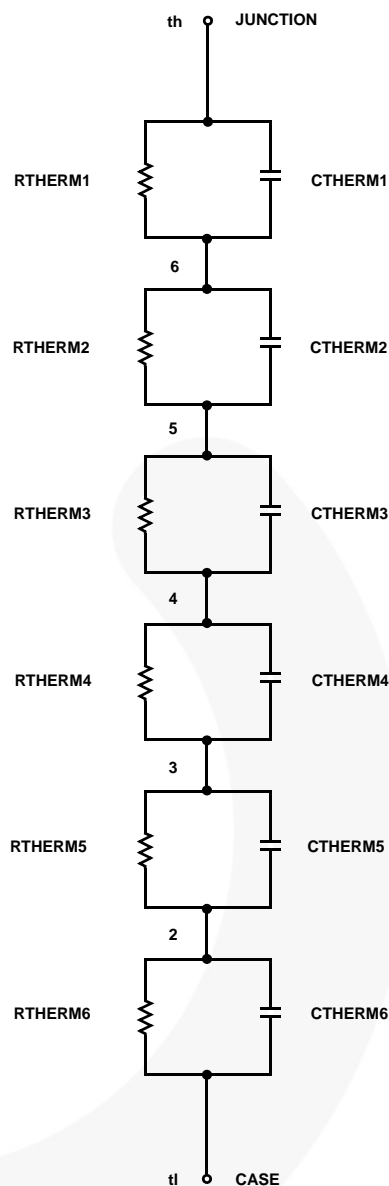 th JUNCTION
RTHERM1 CTHERM1
6
RTHERM2 CTHERM2
5
RTHERM3 CTHERM3
4
RTHERM4 CTHERM4
3
RTHERM5 CTHERM5
2
RTHERM6 CTHERM6
tl CASE